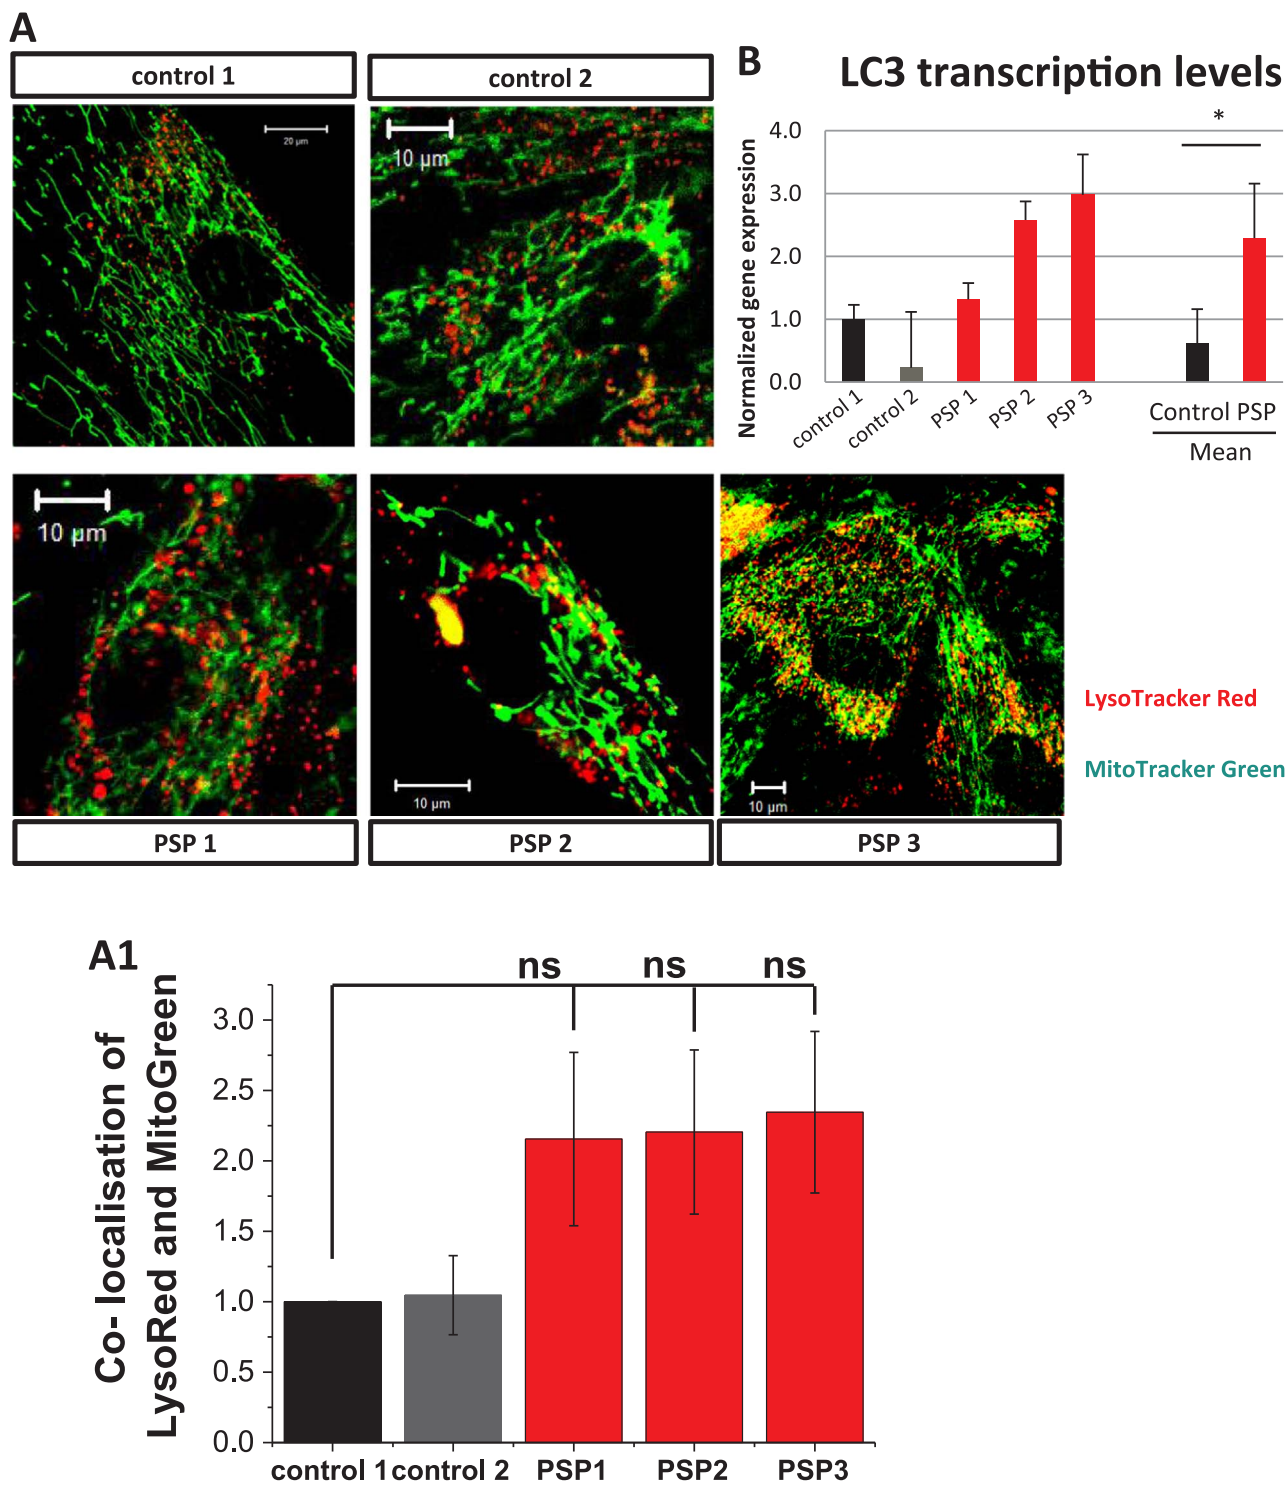 A
control 1
control 2
20 µm
10 µm
B
LC3 transcription levels
*
Normalized gene expression
4.0
3.0
2.0
1.0
0.0
control 1
control 2
PSP 1
PSP 2
PSP 3
Control PSP
Mean
10 µm
10 µm
10 µm
LysoTracker Red
MitoTracker Green
PSP 1
PSP 2
PSP 3
A1
ns ns ns
Co- localisation of
LysoRed and MitoGreen
3.0
2.5
2.0
1.5
1.0
0.5
0.0
control 1 control 2 PSP1 PSP2 PSP3